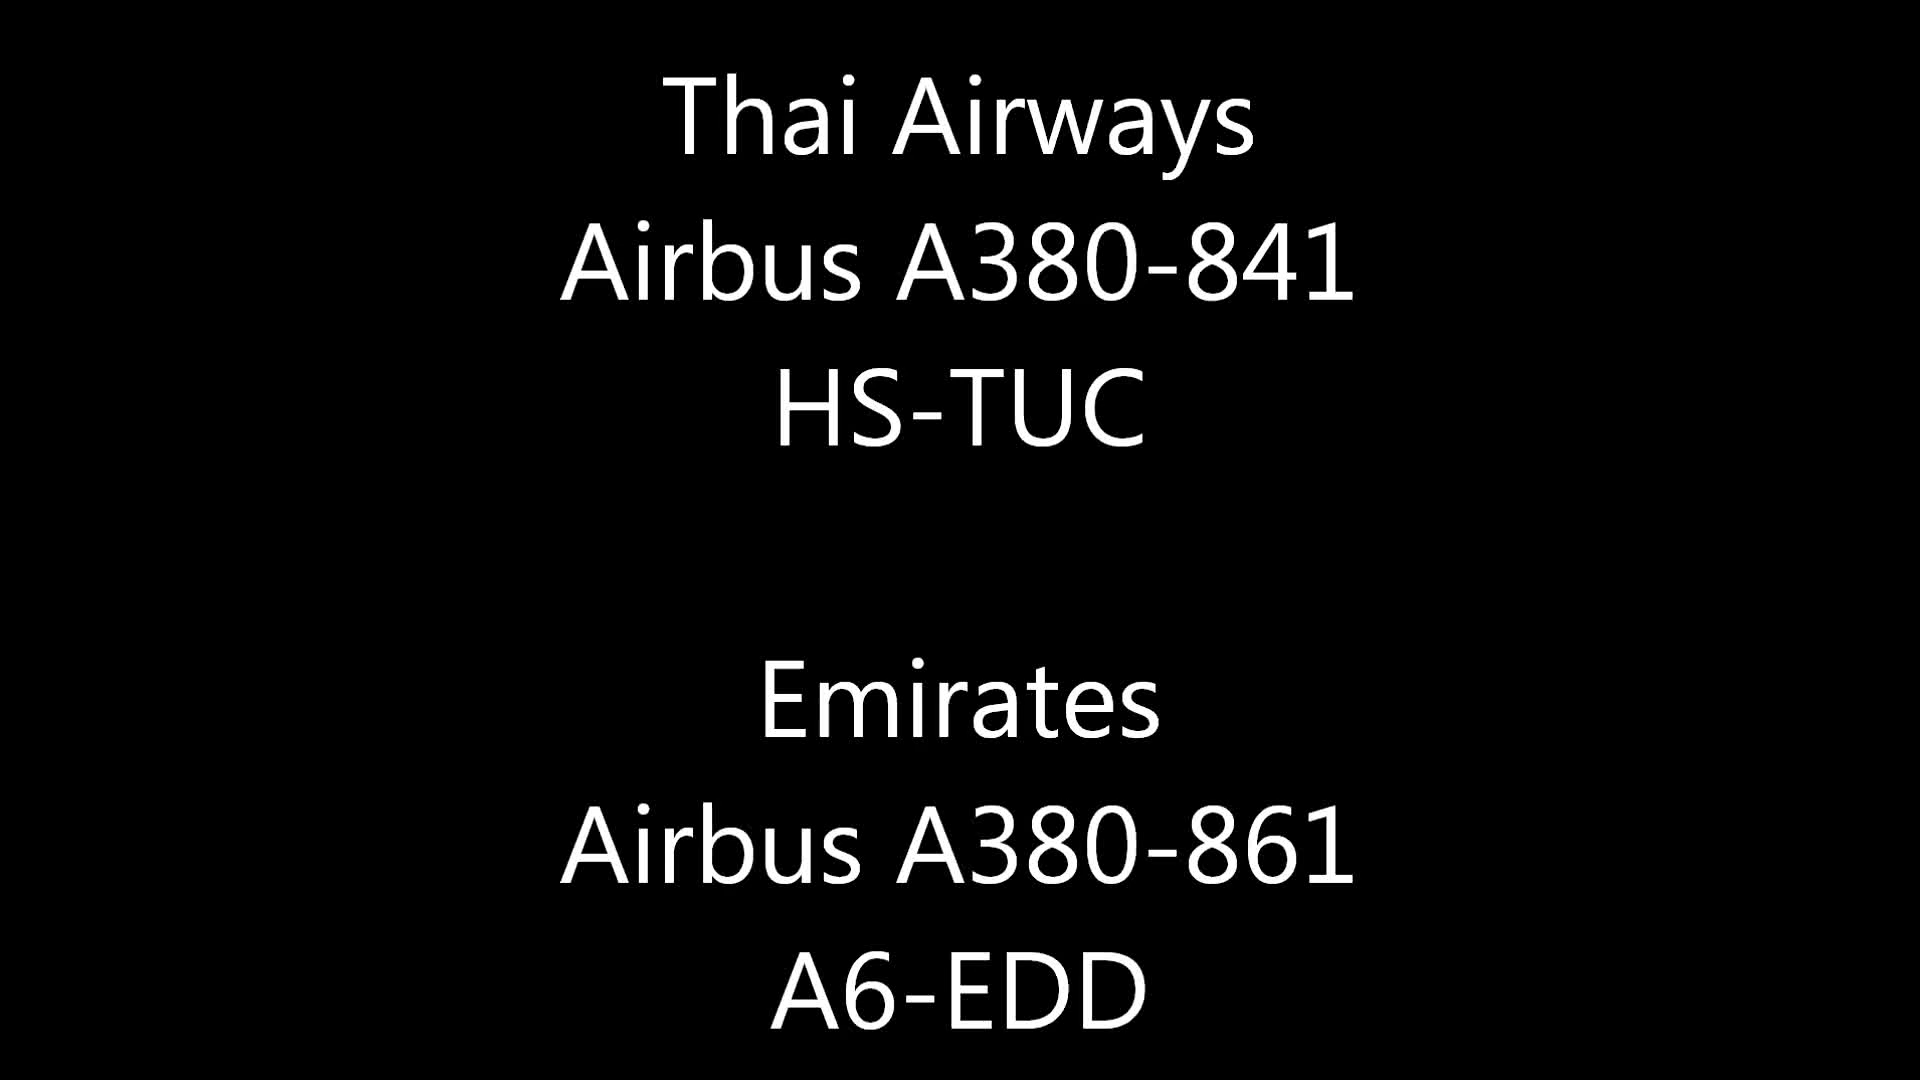 Thai Airways
Airbus A380-841
HS-TUC
Emirates
Airbus A380-861
A6-EDD